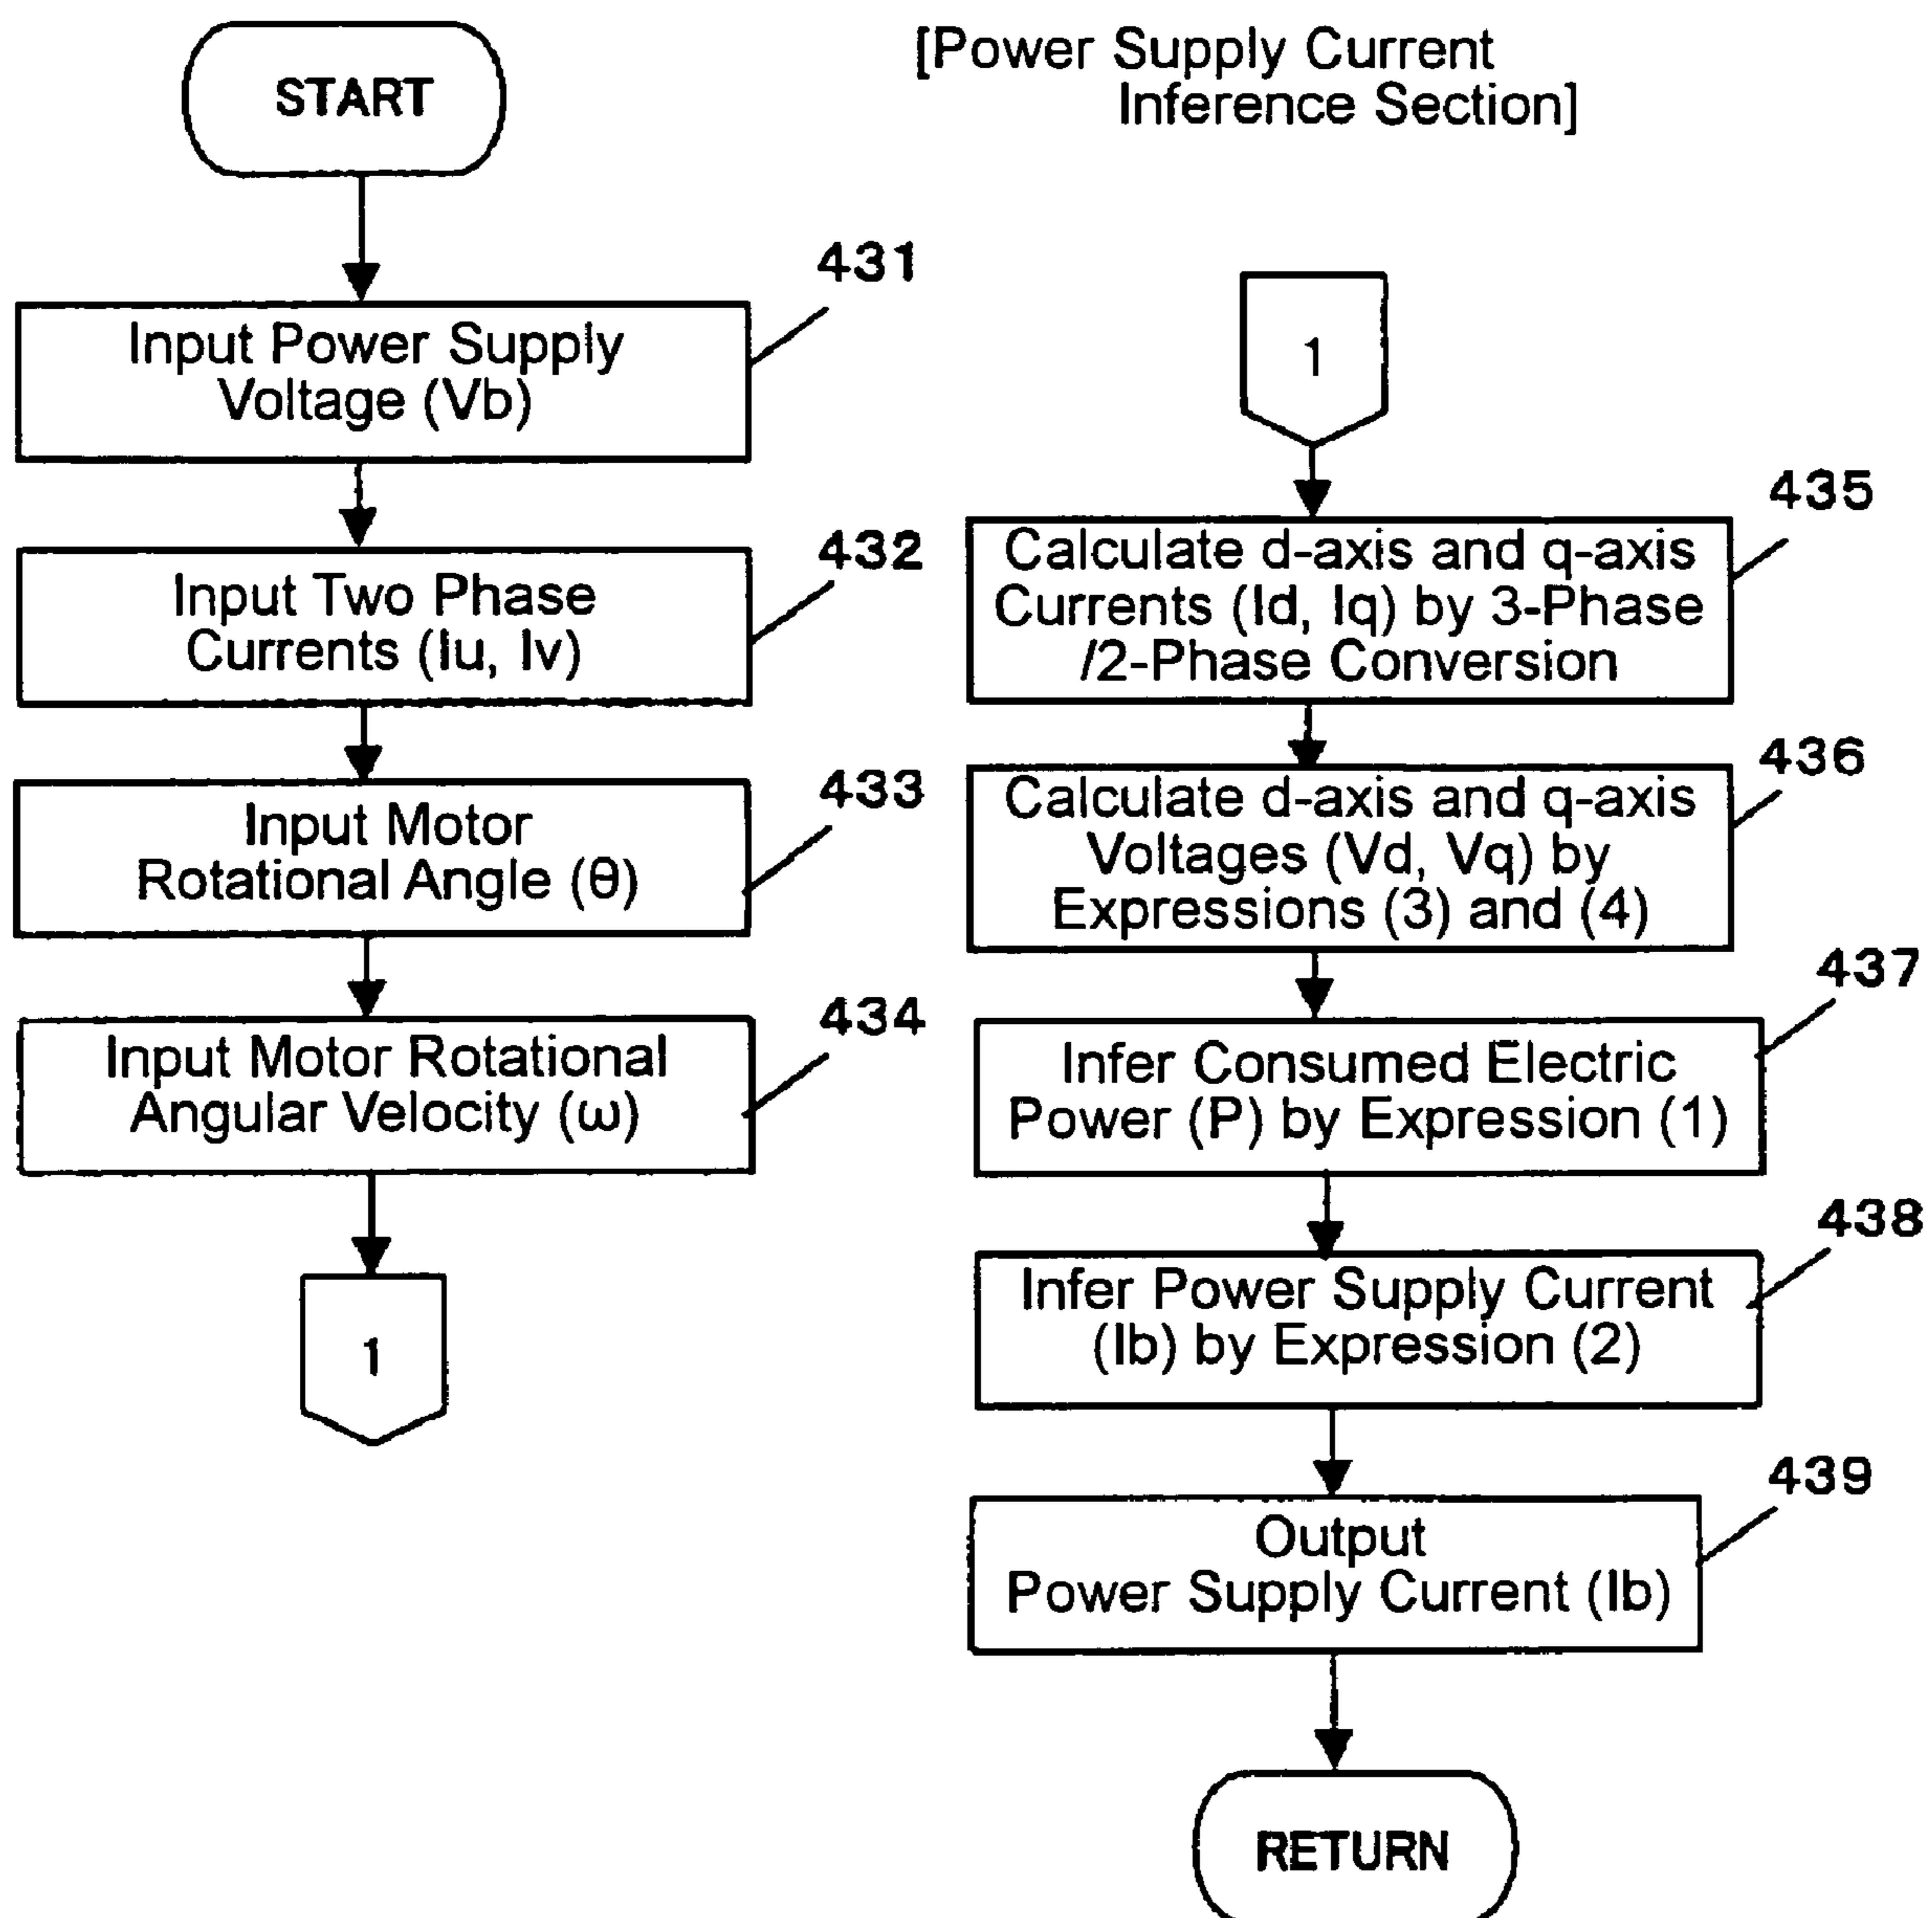 [Power Supply Current
Inference Section]
START
431
Input Power Supply
Voltage (Vb)
432
Input Two Phase
Currents (Iu, Iv)
433
Input Motor
Rotational Angle (θ)
434
Input Motor Rotational
Angular Velocity (ω)
1
1
435
Calculate d-axis and q-axis
Currents (Id, Iq) by 3-Phase
/2-Phase Conversion
436
Calculate d-axis and q-axis
Voltages (Vd, Vq) by
Expressions (3) and (4)
437
Infer Consumed Electric
Power (P) by Expression (1)
438
Infer Power Supply Current
(Ib) by Expression (2)
439
Output
Power Supply Current (Ib)
RETURN